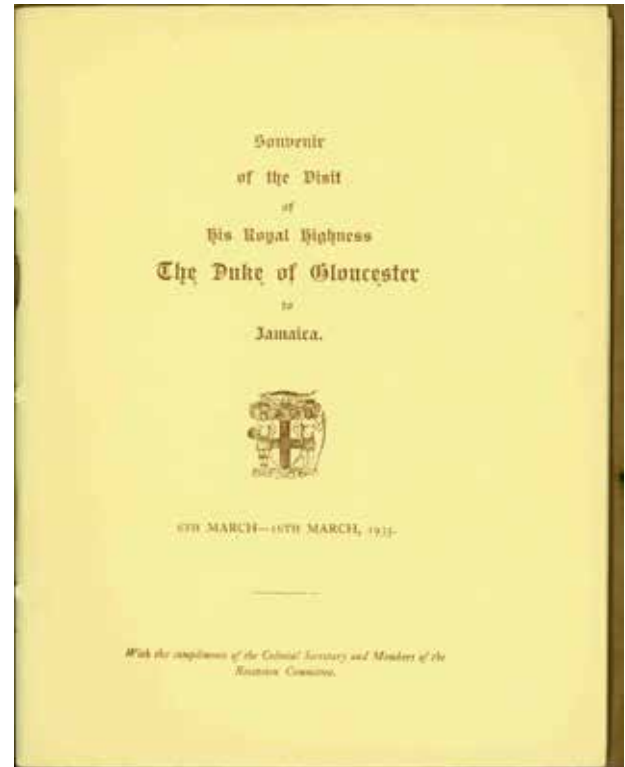 Souvenir
of the Visit
of
His Royal Highness
The Duke of Gloucester
to
Jamaica.
6TH MARCH—16TH MARCH, 1935.
With the compliments of the Colonial Secretary and Members of the
Reception Committee.